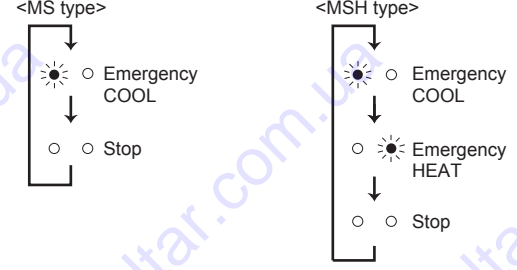 <MS type>
Emergency
COOL
Stop
<MSH type>
Emergency
COOL
Emergency
HEAT
Stop